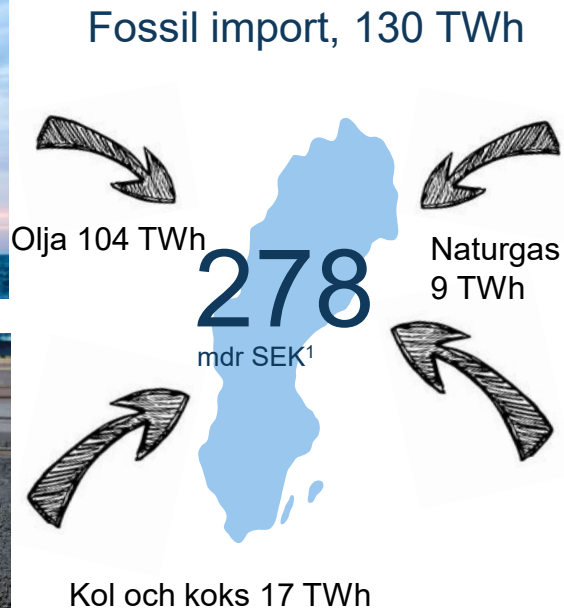 Fossil import, 130 TWh
Olja 104 TWh
Naturgas
9 TWh
278
mdr SEK¹
Kol och koks 17 TWh